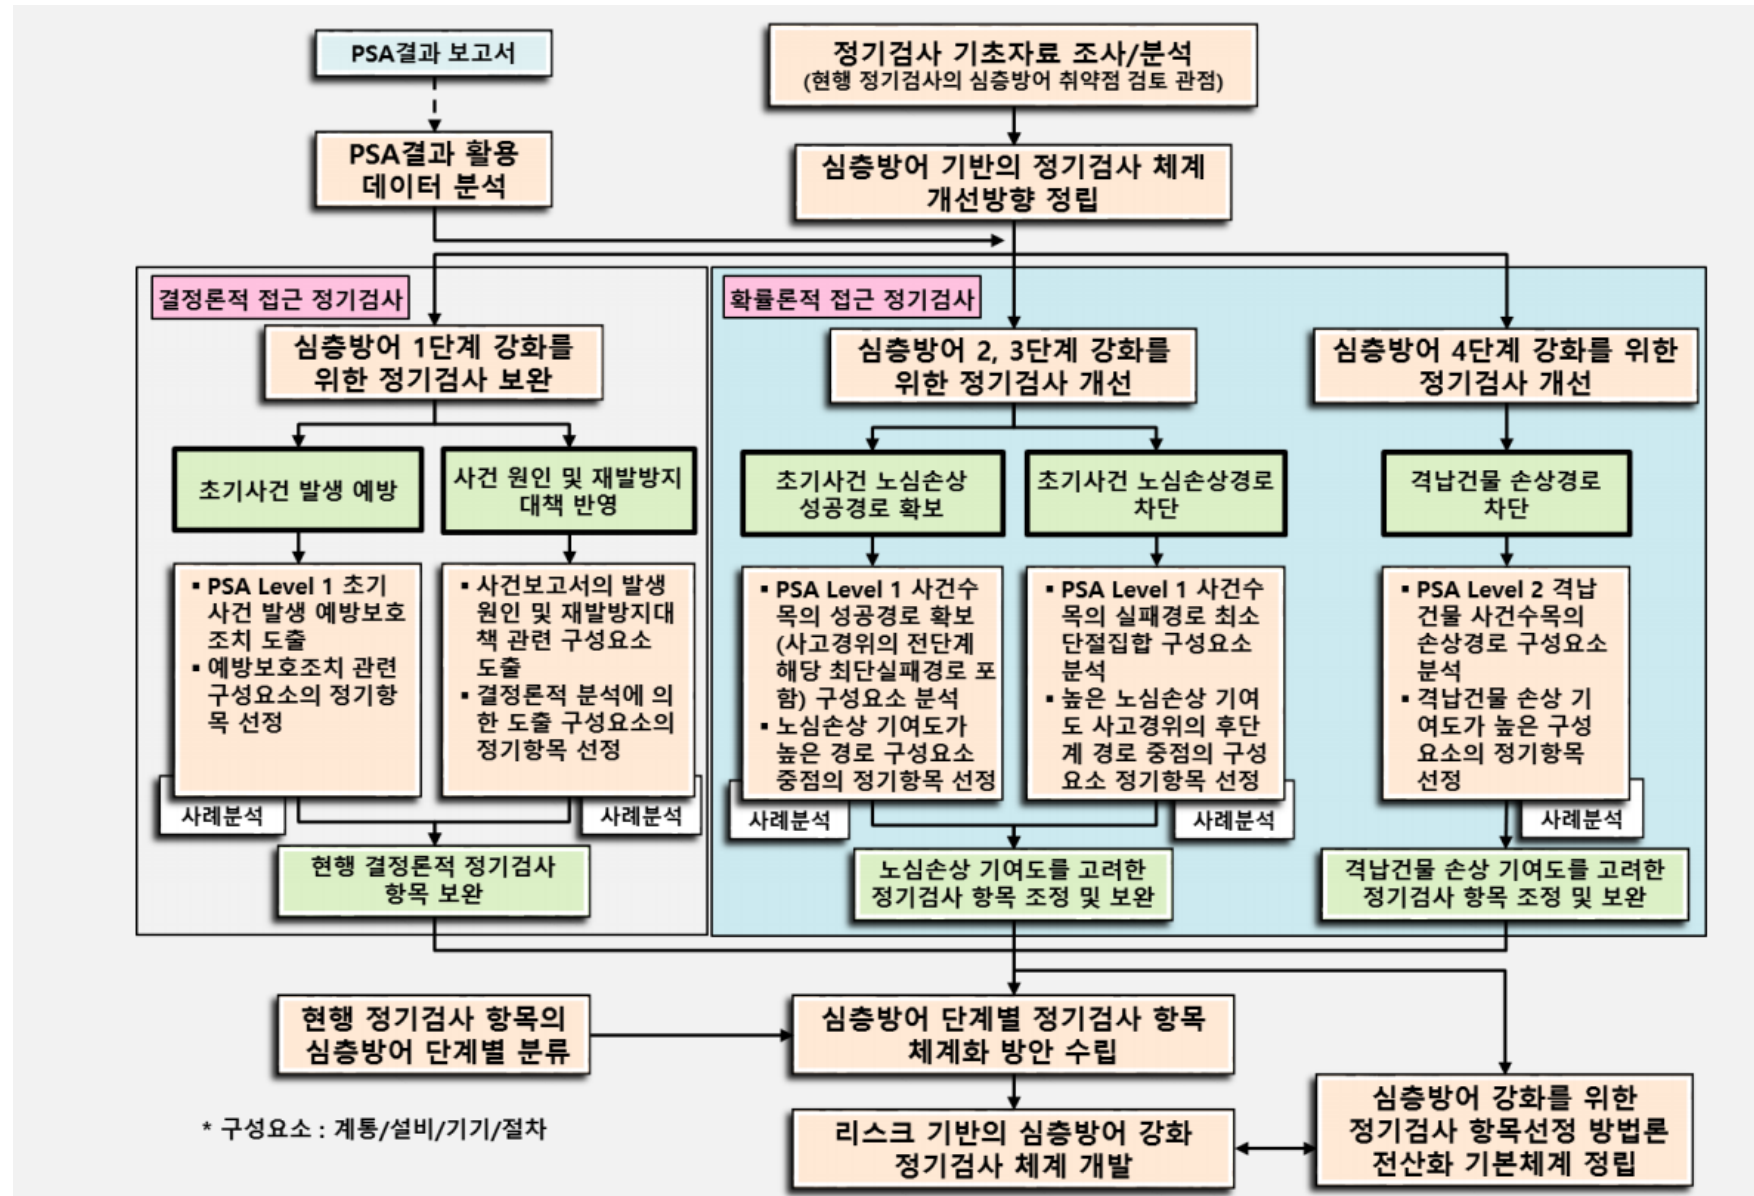 PSA결과 보고서
정기검사 기초자료 조사/분석
(현행 정기검사의 심층방어 취약점 검토 관점)
PSA결과 활용
데이터 분석
심층방어 기반의 정기검사 체계
개선방향 정립
결정론적 접근 정기검사
확률론적 접근 정기검사
심층방어 1단계 강화를
위한 정기검사 보완
심층방어 2, 3단계 강화를
위한 정기검사 개선
심층방어 4단계 강화를 위한
정기검사 개선
초기사건 발생 예방
사건 원인 및 재발방지
대책 반영
초기사건 노심손상
성공경로 확보
초기사건 노심손상경로
차단
격납건물 손상경로
차단
▪ PSA Level 1 초기
사건 발생 예방보호
조치 도출
▪ 예방보호조치 관련
구성요소의 정기항
목 선정
▪ 사건보고서의 발생
원인 및 재발방지대
책 관련 구성요소
도출
▪ 결정론적 분석에 의
한 도출 구성요소의
정기항목 선정
▪ PSA Level 1 사건수
목의 성공경로 확보
(사고경위의 전단계
해당 최단실패경로 포
함) 구성요소 분석
▪ 노심손상 기여도가
높은 경로 구성요소
중점의 정기항목 선정
▪ PSA Level 1 사건수
목의 실패경로 최소
단절집합 구성요소
분석
▪ 높은 노심손상 기여
도 사고경위의 후단
계 경로 중점의 구성
요소 정기항목 선정
▪ PSA Level 2 격납
건물 사건수목의
손상경로 구성요소
분석
▪ 격납건물 손상 기
여도가 높은 구성
요소의 정기항목
선정
사례분석
사례분석
사례분석
사례분석
사례분석
현행 결정론적 정기검사
항목 보완
노심손상 기여도를 고려한
정기검사 항목 조정 및 보완
격납건물 손상 기여도를 고려한
정기검사 항목 조정 및 보완
현행 정기검사 항목의
심층방어 단계별 분류
심층방어 단계별 정기검사 항목
체계화 방안 수립
심층방어 강화를 위한
정기검사 항목선정 방법론
전산화 기본체계 정립
* 구성요소 : 계통/설비/기기/절차
리스크 기반의 심층방어 강화
정기검사 체계 개발